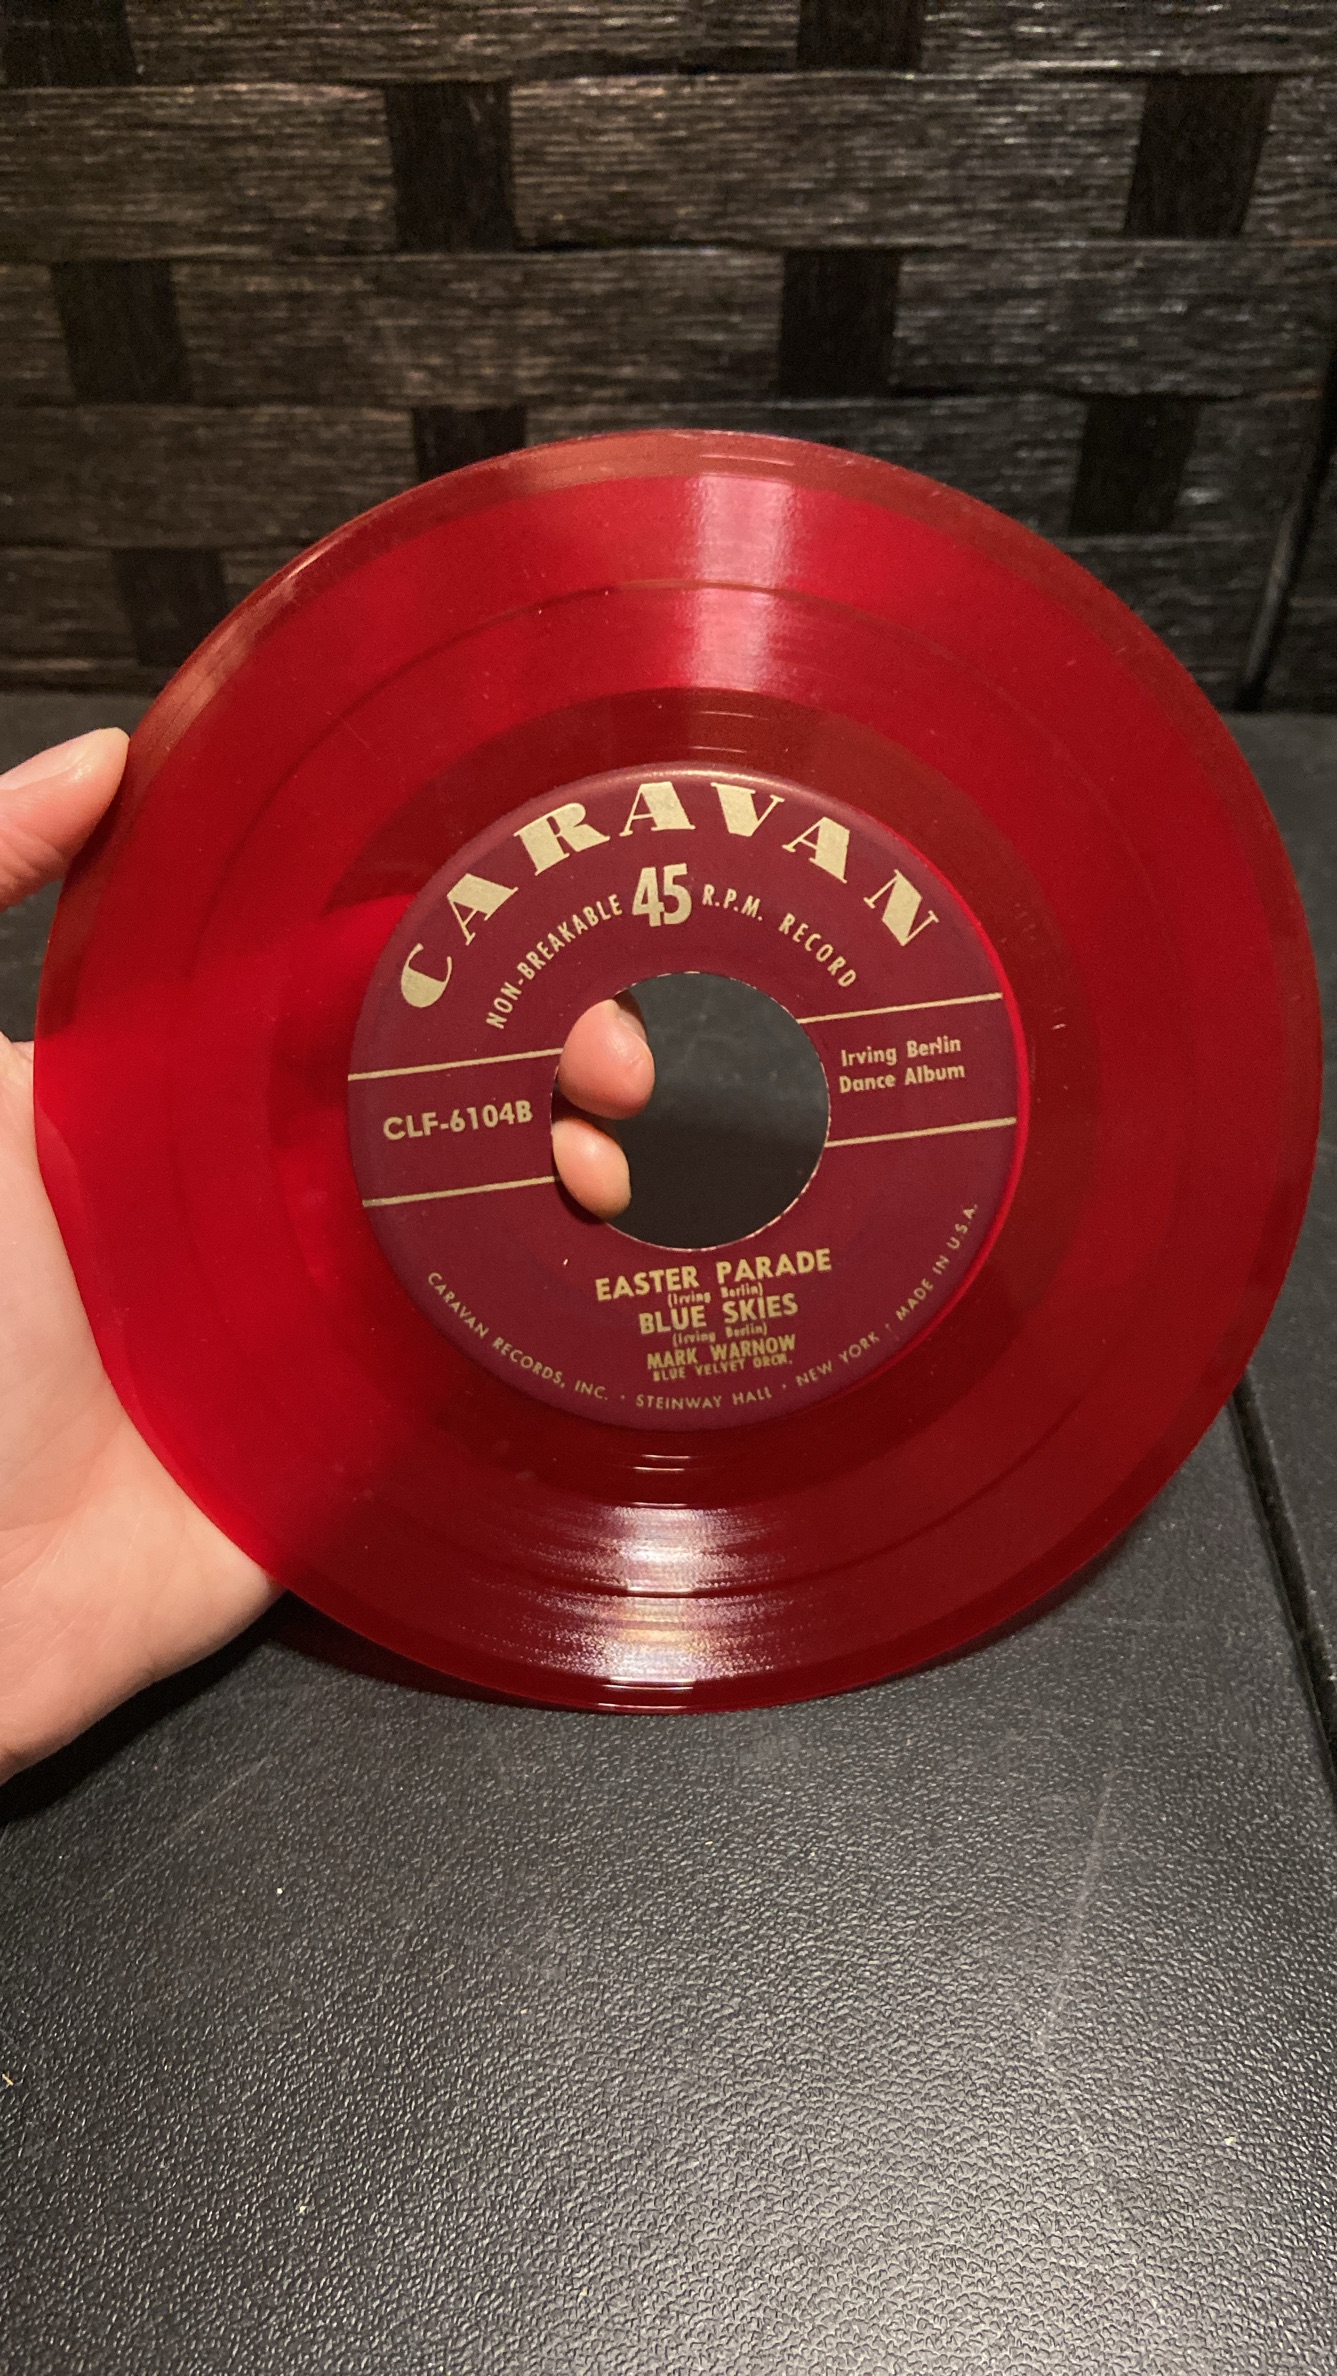 CARAVAN
NON-BREAKABLE 45 R.P.M. RECORD
Irving Berlin
Dance Album
CLF-6104B
EASTER PARADE
(Irving Berlin)
BLUE SKIES
(Irving Berlin)
MARK WARNOW
BLUE VELVET ORCH.
CARAVAN RECORDS, INC. · STEINWAY HALL · NEW YORK · MADE IN U.S.A.